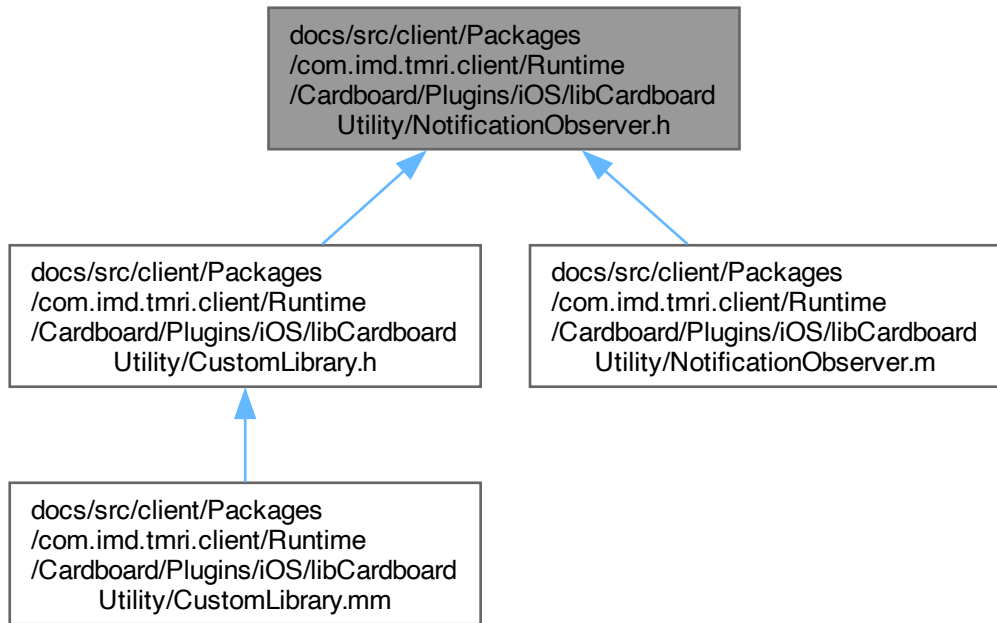 docs/src/client/Packages
/com.imd.tmri.client/Runtime
/Cardboard/Plugins/iOS/libCardboard
Utility/NotificationObserver.h
docs/src/client/Packages
/com.imd.tmri.client/Runtime
/Cardboard/Plugins/iOS/libCardboard
Utility/CustomLibrary.h
docs/src/client/Packages
/com.imd.tmri.client/Runtime
/Cardboard/Plugins/iOS/libCardboard
Utility/NotificationObserver.m
docs/src/client/Packages
/com.imd.tmri.client/Runtime
/Cardboard/Plugins/iOS/libCardboard
Utility/CustomLibrary.mm